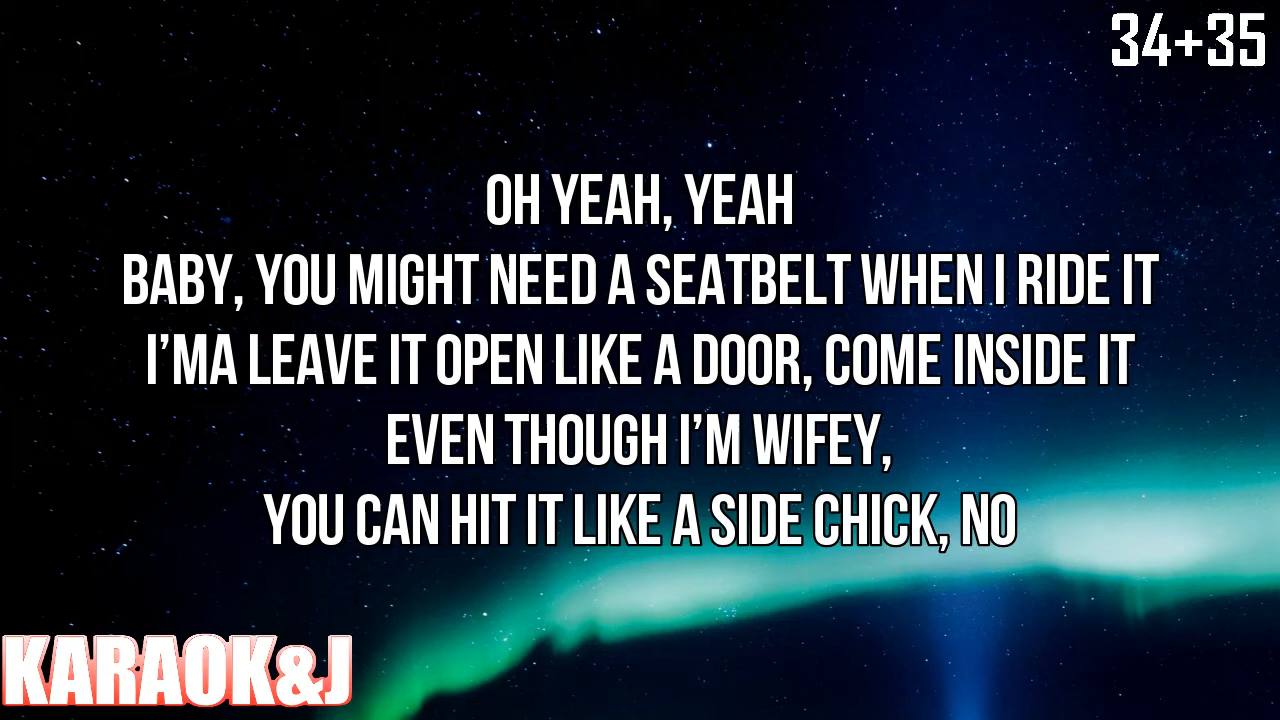 34+35
OH YEAH, YEAH
BABY, YOU MIGHT NEED A SEATBELT WHEN I RIDE IT
I'MA LEAVE IT OPEN LIKE A DOOR, COME INSIDE IT
EVEN THOUGH I'M WIFEY,
YOU CAN HIT IT LIKE A SIDE CHICK, NO
KARAOK&J